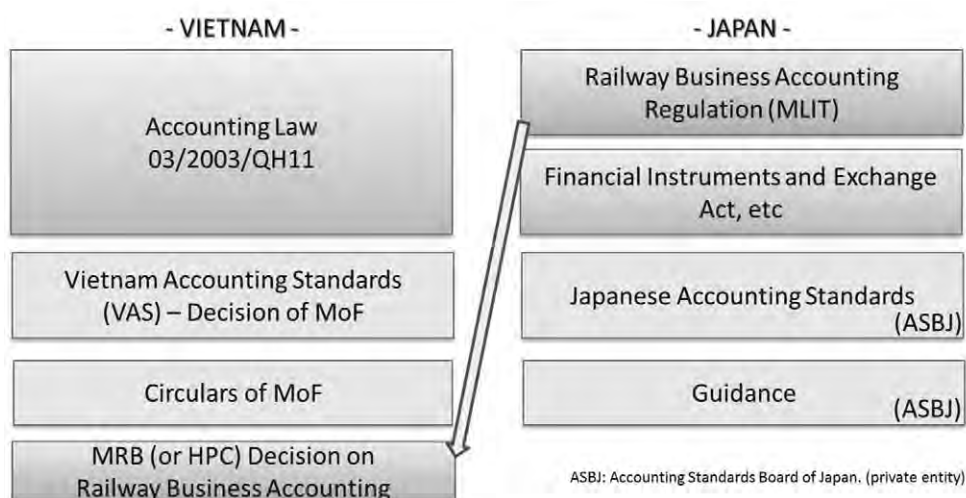 - VIETNAM -
Accounting Law
03/2003/QH11
Vietnam Accounting Standards
(VAS) – Decision of MoF
Circulars of MoF
MRB (or HPC) Decision on
Railway Business Accounting
- JAPAN -
Railway Business Accounting
Regulation (MLIT)
Financial Instruments and Exchange
Act, etc
Japanese Accounting Standards
(ASBJ)
Guidance
(ASBJ)
ASBJ: Accounting Standards Board of Japan. (private entity)